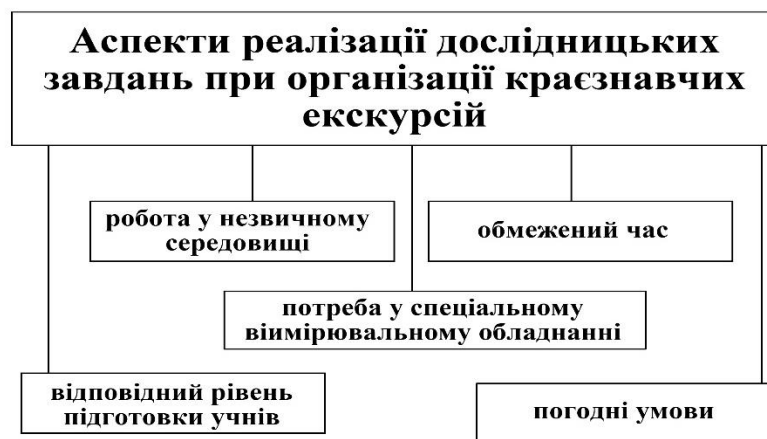 Аспекти реалізації дослідницьких
завдань при організації краєзнавчих
екскурсій
робота у незвичному
середовищі
обмежений час
потреба у спеціальному
віимірювальному обладнанні
відповідний рівень
підготовки учнів
погодні умови